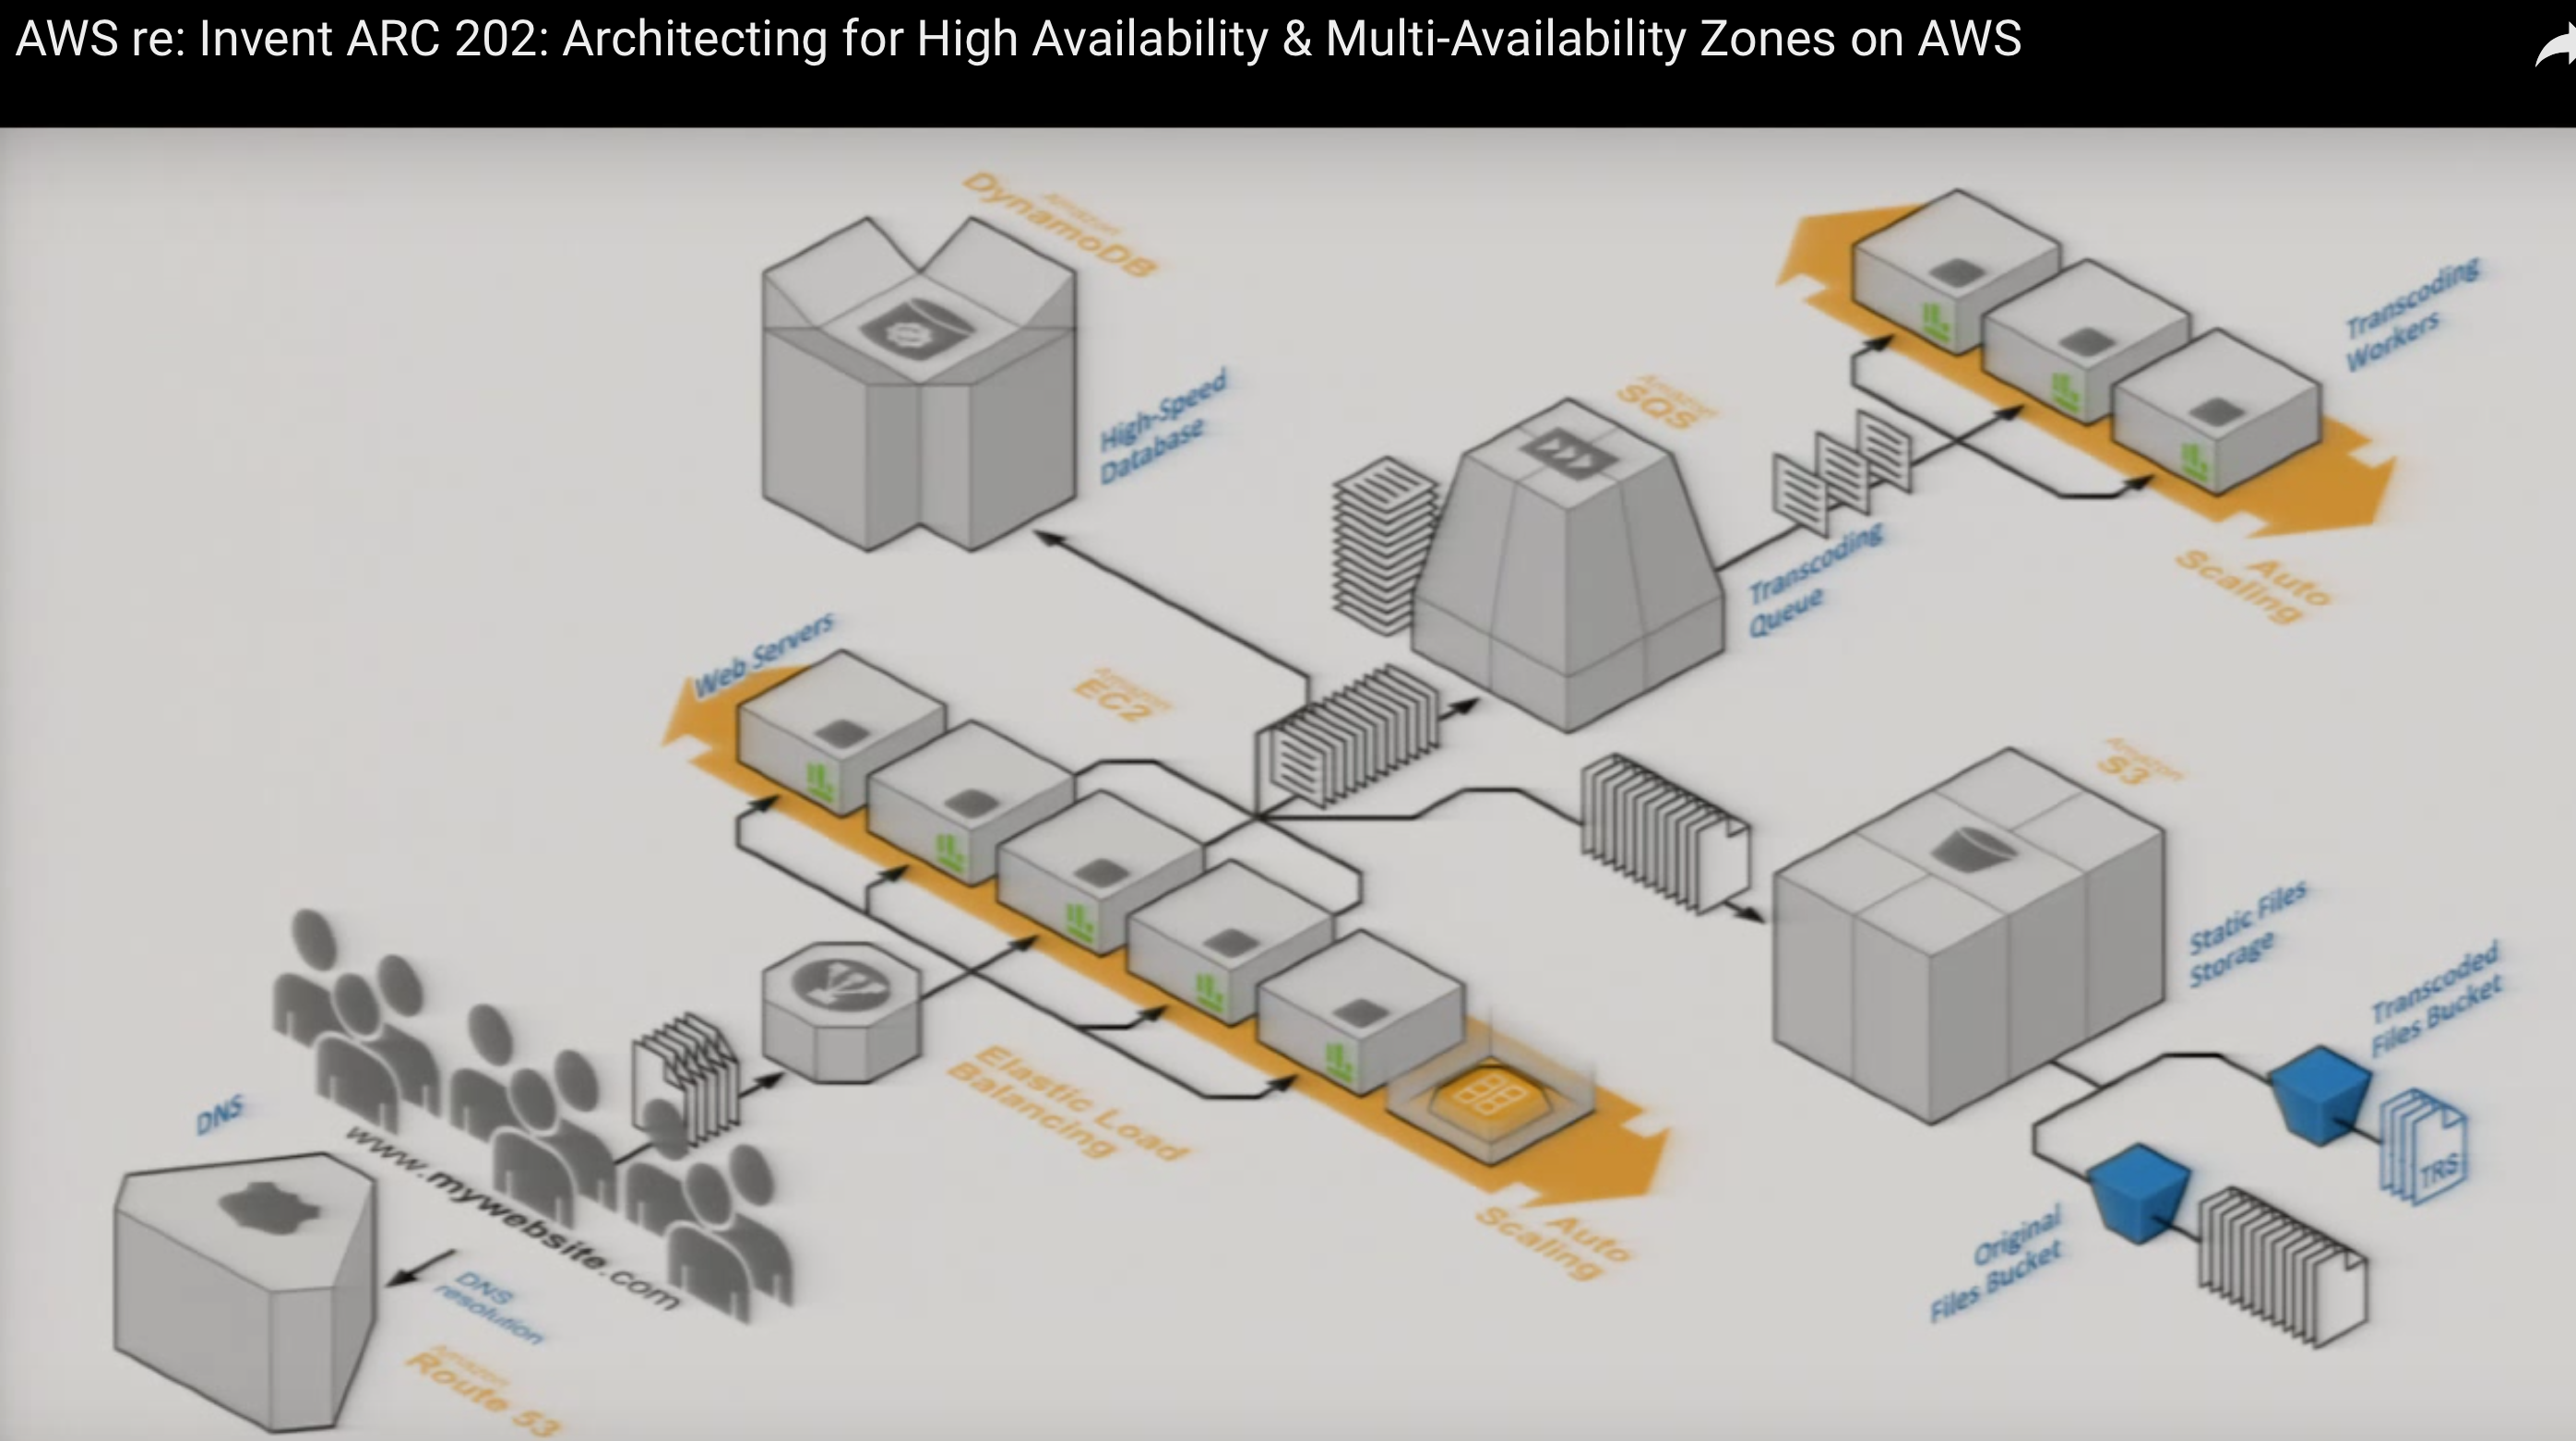 AWS re: Invent ARC 202: Architecting for High Availability & Multi-Availability Zones on AWS
Amazon
DynamoDB
High-Speed
Database
Amazon
SQS
Transcoding
Queue
Transcoding
Workers
Auto
Scaling
Web Servers
Amazon
EC2
Amazon
S3
Static Files
Storage
Transcoded
Files Bucket
TRS
Original
Files Bucket
Elastic Load
Balancing
Auto
Scaling
DNS
www.mywebsite.com
DNS
resolution
Amazon
Route 53